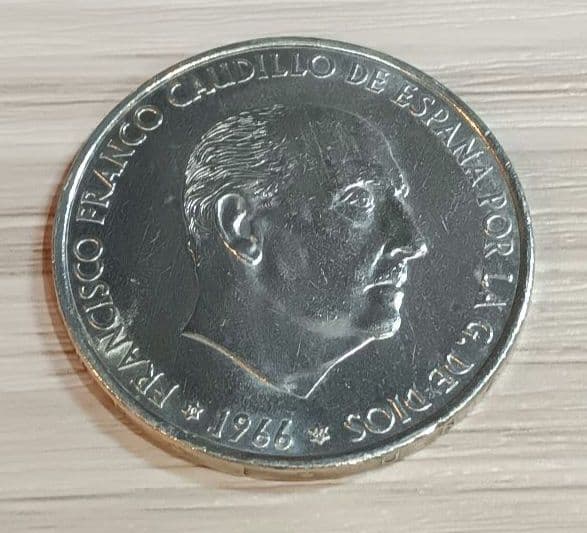 FRANCISCO FRANCO CAUDILLO DE ESPAÑA POR LA G. DE DIOS
* 1966 *